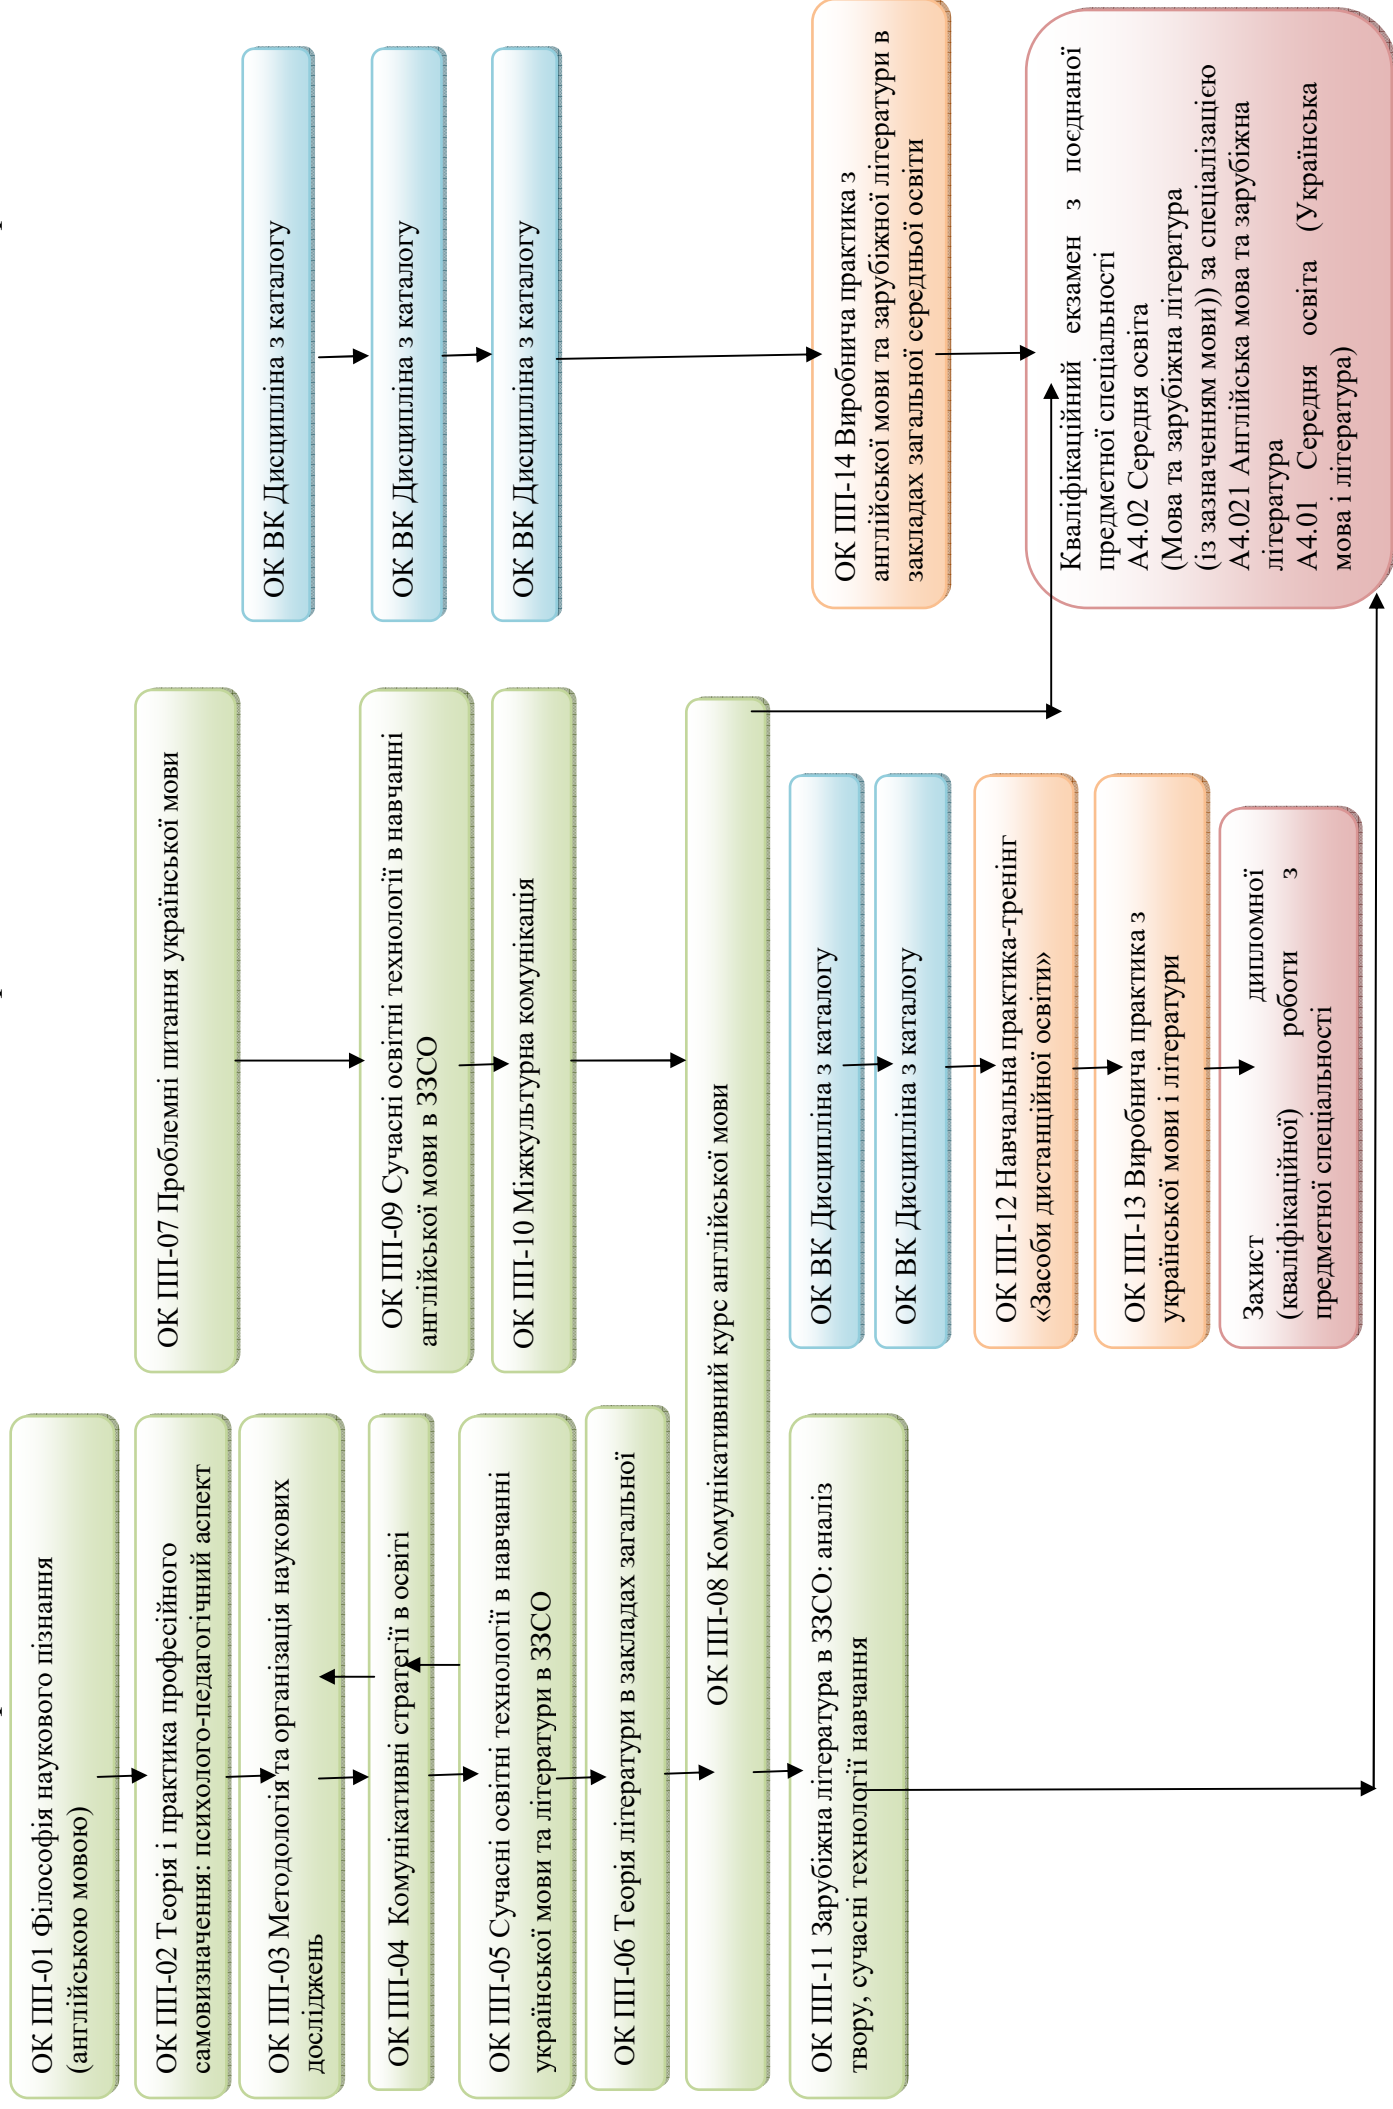 ОК ПП-01 Філософія наукового пізнання
(англійською мовою)
ОК ПП-02 Теорія і практика професійного
самовизначення: психолого-педагогічний аспект
ОК ПП-03 Методологія та організація наукових
досліджень
ОК ПП-04 Комунікативні стратегії в освіті
ОК ПП-05 Сучасні освітні технології в навчанні
української мови та літератури в ЗЗСО
ОК ПП-06 Теорія літератури в закладах загальної
ОК ПП-08 Комунікативний курс англійської мови
ОК ПП-11 Зарубіжна література в ЗЗСО: аналіз
твору, сучасні технології навчання
ОК ПП-07 Проблемні питання української мови
ОК ПП-09 Сучасні освітні технології в навчанні
англійської мови в ЗЗСО
ОК ПП-10 Міжкультурна комунікація
ОК ВК Дисципліна з каталогу
ОК ВК Дисципліна з каталогу
ОК ПП-12 Навчальна практика-тренінг
«Засоби дистанційної освіти»
ОК ПП-13 Виробнича практика з
української мови і літератури
Захист дипломної
(кваліфікаційної) роботи з
предметної спеціальності
ОК ВК Дисципліна з каталогу
ОК ВК Дисципліна з каталогу
ОК ВК Дисципліна з каталогу
ОК ПП-14 Виробнича практика з
англійської мови та зарубіжної літератури в
закладах загальної середньої освіти
Кваліфікаційний екзамен з поєднаної
предметної спеціальності
А4.02 Середня освіта
(Мова та зарубіжна література
(із зазначенням мови)) за спеціалізацією
А4.021 Англійська мова та зарубіжна
література
А4.01 Середня освіта (Українська
мова і література)